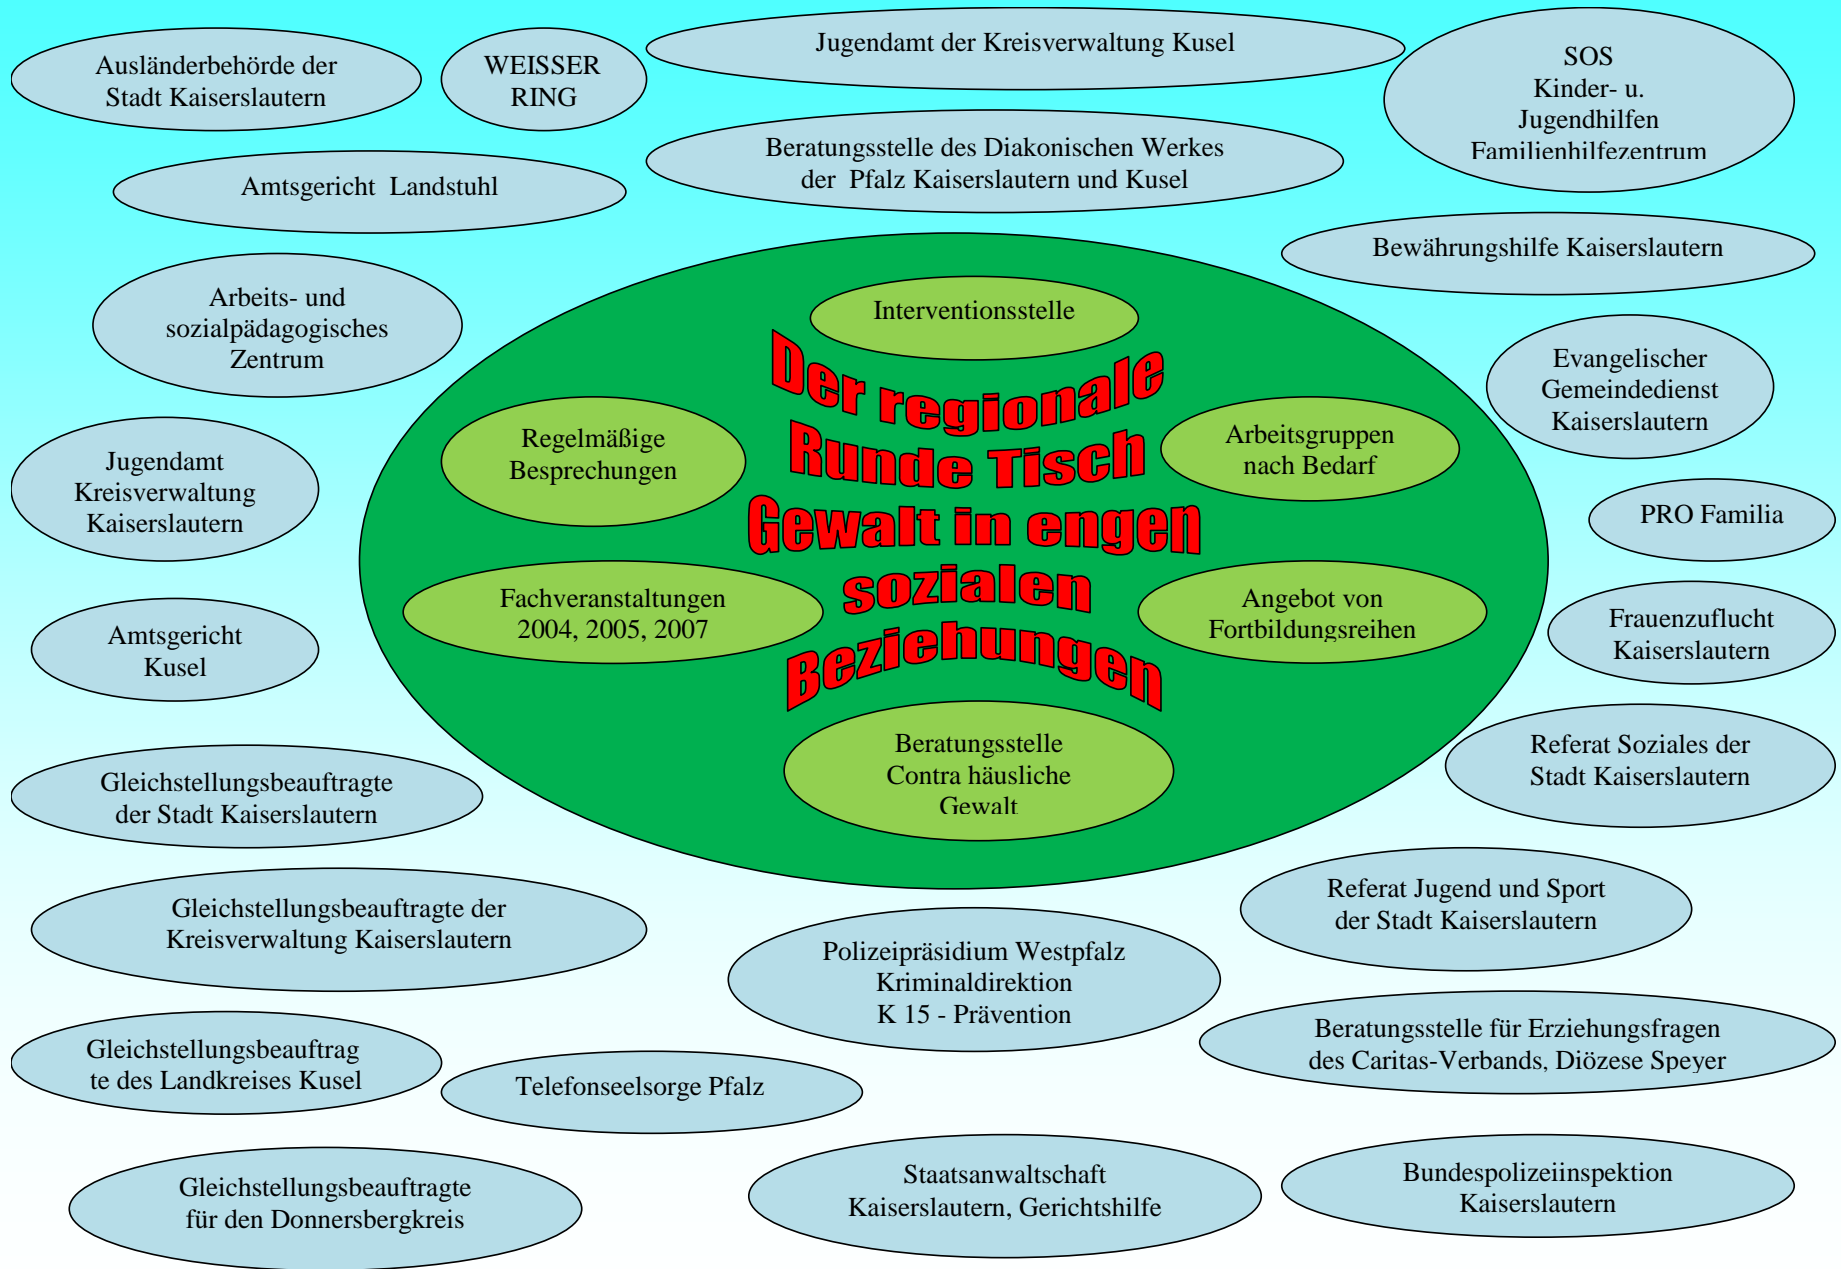 Ausländerbehörde der
Stadt Kaiserslautern
WEISSER
RING
Jugendamt der Kreisverwaltung Kusel
SOS
Kinder- u.
Jugendhilfen
Familienhilfezentrum
Amtsgericht  Landstuhl
Beratungsstelle des Diakonischen Werkes
der  Pfalz Kaiserslautern und Kusel
Bewährungshilfe Kaiserslautern
Arbeits- und
sozialpädagogisches
Zentrum
Interventionsstelle
Evangelischer
Gemeindedienst
Kaiserslautern
Der regionale
Runde Tisch
Gewalt in engen
sozialen
Beziehungen
Regelmäßige
Besprechungen
Arbeitsgruppen
nach Bedarf
Jugendamt
Kreisverwaltung
Kaiserslautern
PRO Familia
Fachveranstaltungen
2004, 2005, 2007
Angebot von
Fortbildungsreihen
Amtsgericht
Kusel
Frauenzuflucht
Kaiserslautern
Beratungsstelle
Contra häusliche
Gewalt
Referat Soziales der
Stadt Kaiserslautern
Gleichstellungsbeauftragte
der Stadt Kaiserslautern
Gleichstellungsbeauftragte der
Kreisverwaltung Kaiserslautern
Referat Jugend und Sport
der Stadt Kaiserslautern
Polizeipräsidium Westpfalz
Kriminaldirektion
K 15 - Prävention
Beratungsstelle für Erziehungsfragen
des Caritas-Verbands, Diözese Speyer
Gleichstellungsbeauftrag
te des Landkreises Kusel
Telefonseelsorge Pfalz
Gleichstellungsbeauftragte
für den Donnersbergkreis
Staatsanwaltschaft
Kaiserslautern, Gerichtshilfe
Bundespolizeiinspektion
Kaiserslautern